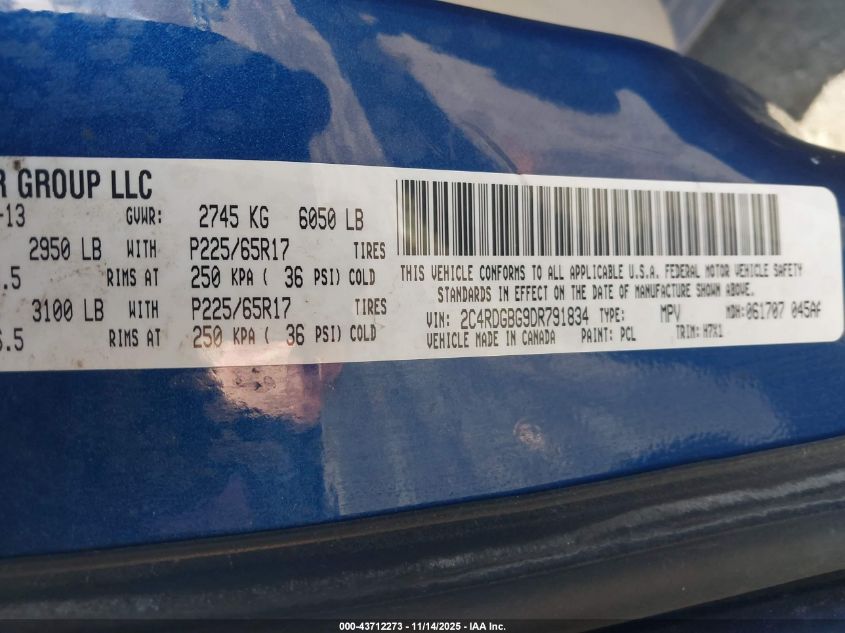 R GROUP LLC
-13 GVWR: 2745 KG 6050 LB
2950 LB WITH P225/65R17 TIRES
.5 RIMS AT 250 KPA ( 36 PSI) COLD
3100 LB WITH P225/65R17 TIRES
6.5 RIMS AT 250 KPA ( 36 PSI) COLD
THIS VEHICLE CONFORMS TO ALL APPLICABLE U.S.A. FEDERAL MOTOR VEHICLE SAFETY
STANDARDS IN EFFECT ON THE DATE OF MANUFACTURE SHOWN ABOVE.
VIN: 2C4RDGBG9DR791834 TYPE: MPV MDH: 061707 045AF
VEHICLE MADE IN CANADA PAINT: PCL TRIM: H7X1
000-43712273 - 11/14/2025 - IAA Inc.